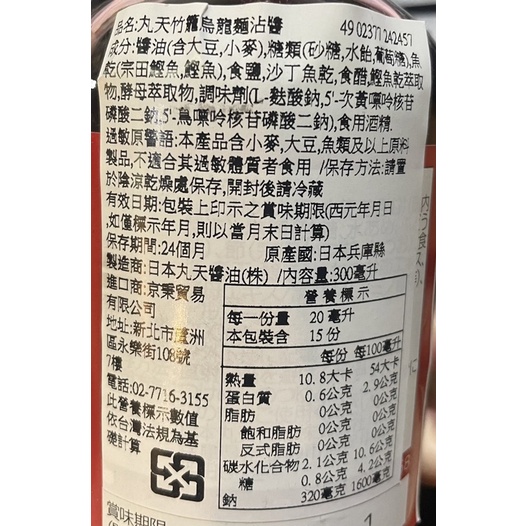 品名:丸天竹籠烏龍麵沾醬 4902377242457
成分:醬油(含大豆,小麥),糖類(砂糖,水飴,葡萄糖),魚
乾(宗田鰹魚,鰹魚),食鹽,沙丁魚乾,食醋,鰹魚乾萃取
物,酵母萃取物,調味劑(L-麩酸鈉,5'-次黃嘌呤核苷
磷酸二鈉,5'-鳥嘌呤核苷磷酸二鈉),食用酒精.
過敏原警語:本產品含小麥,大豆,魚類及以上原料
製品,不適合其過敏體質者食用 /保存方法:請置
於陰涼乾燥處保存,開封後請冷藏
有效日期:包裝上印示之賞味期限(西元年月日
,如僅標示年月,則以當月末日計算)
保存期間:24個月 原產國:日本兵庫縣
製造商:日本丸天醬油(株) /內容量:300毫升
進口商:京秉貿易
有限公司
地址:新北市蘆洲
區永樂街108號
7樓
電話:02-7716-3155
此營養標示數值
依台灣法規為基
礎計算
營養標示
每一份量 20 毫升
本包裝含 15 份
每份 每100毫升
熱量 10.8大卡 54大卡
蛋白質 0.6公克 2.9公克
脂肪 0公克 0公克
飽和脂肪 0公克 0公克
反式脂肪 0公克 0公克
碳水化合物 2.1公克 10.6公克
糖 0.8公克 4.2公克
鈉 320毫克 1600毫克
賞味期限